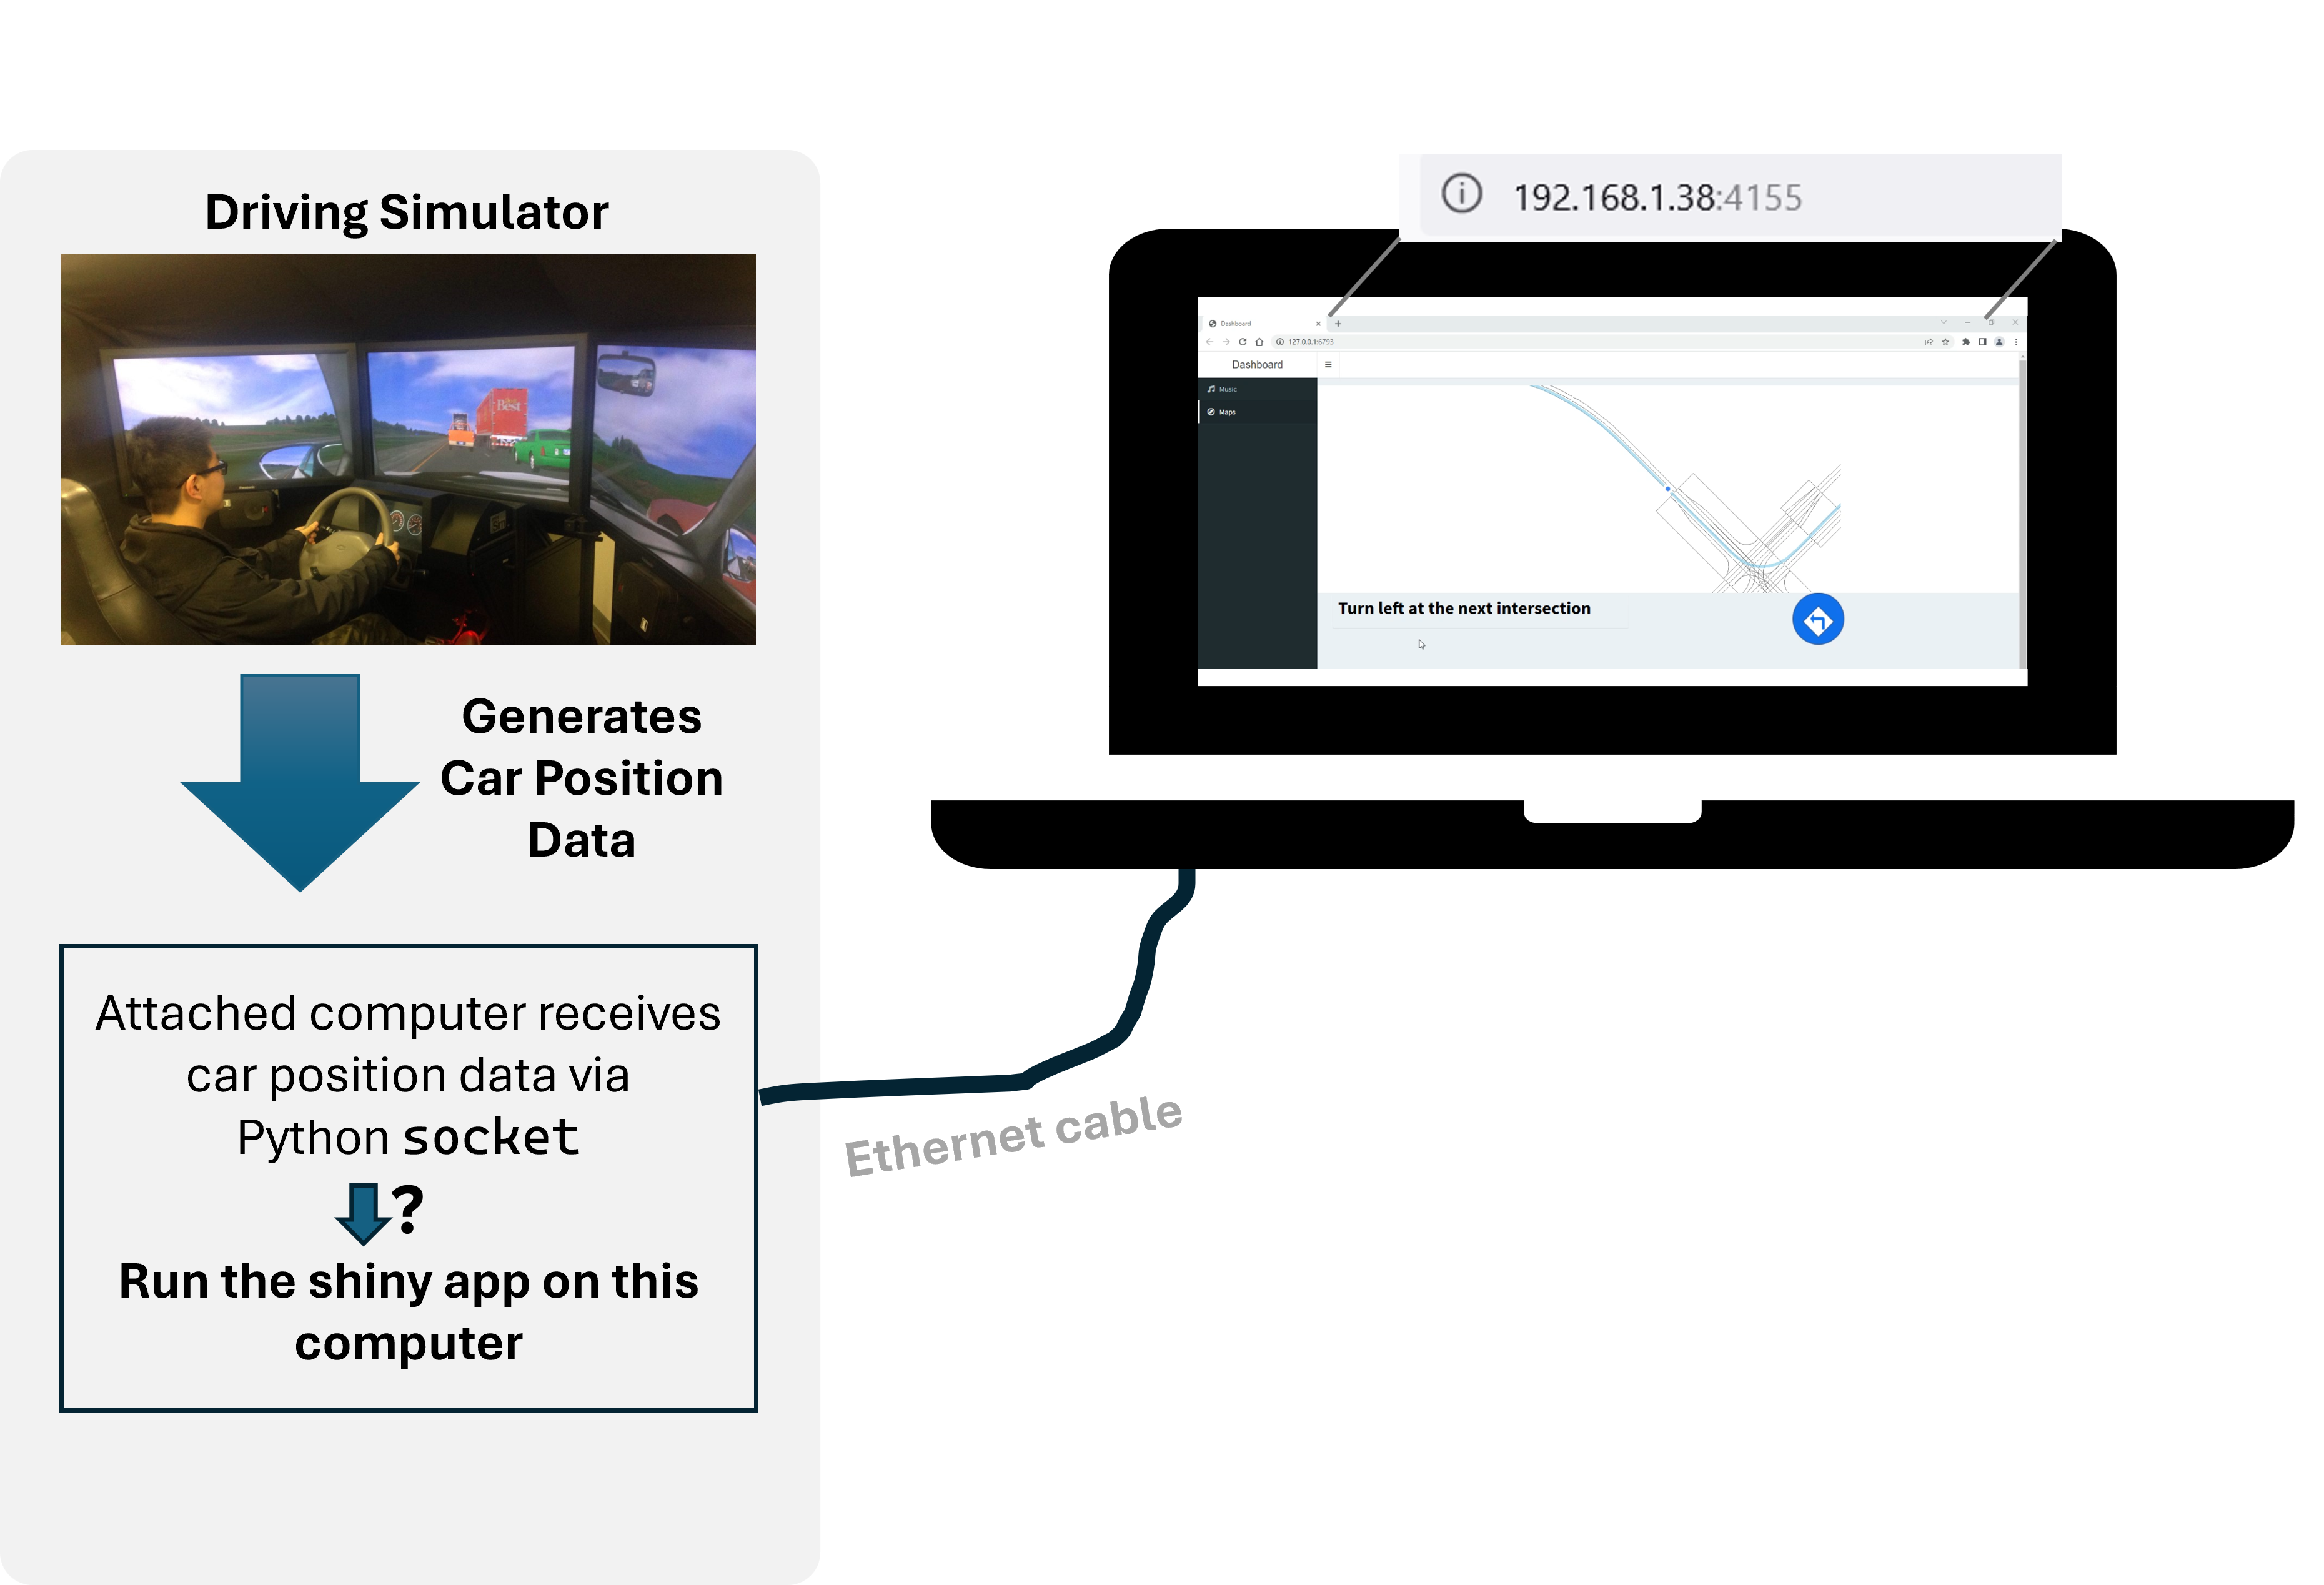 Driving Simulator
Best
Generates
Car Position
Data
Attached computer receives
car position data via
Python socket
?
Run the shiny app on this
computer
Ethernet cable
192.168.1.38:4155
Dashboard
127.0.0.1:6793
Dashboard
Music
Maps
Turn left at the next intersection